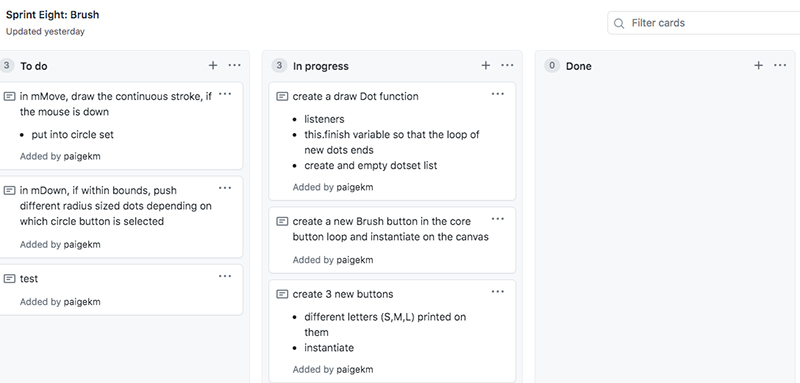 Sprint Eight: Brush
Updated yesterday
Filter cards
3 To do
in mMove, draw the continuous stroke, if
the mouse is down
put into circle set
Added by paigekm
in mDown, if within bounds, push
different radius sized dots depending on
which circle button is selected
Added by paigekm
test
Added by paigekm
3 In progress
create a draw Dot function
listeners
this.finish variable so that the loop of
new dots ends
create and empty dotset list
Added by paigekm
create a new Brush button in the core
button loop and instantiate on the canvas
Added by paigekm
create 3 new buttons
different letters (S,M,L) printed on
them
instantiate
0 Done